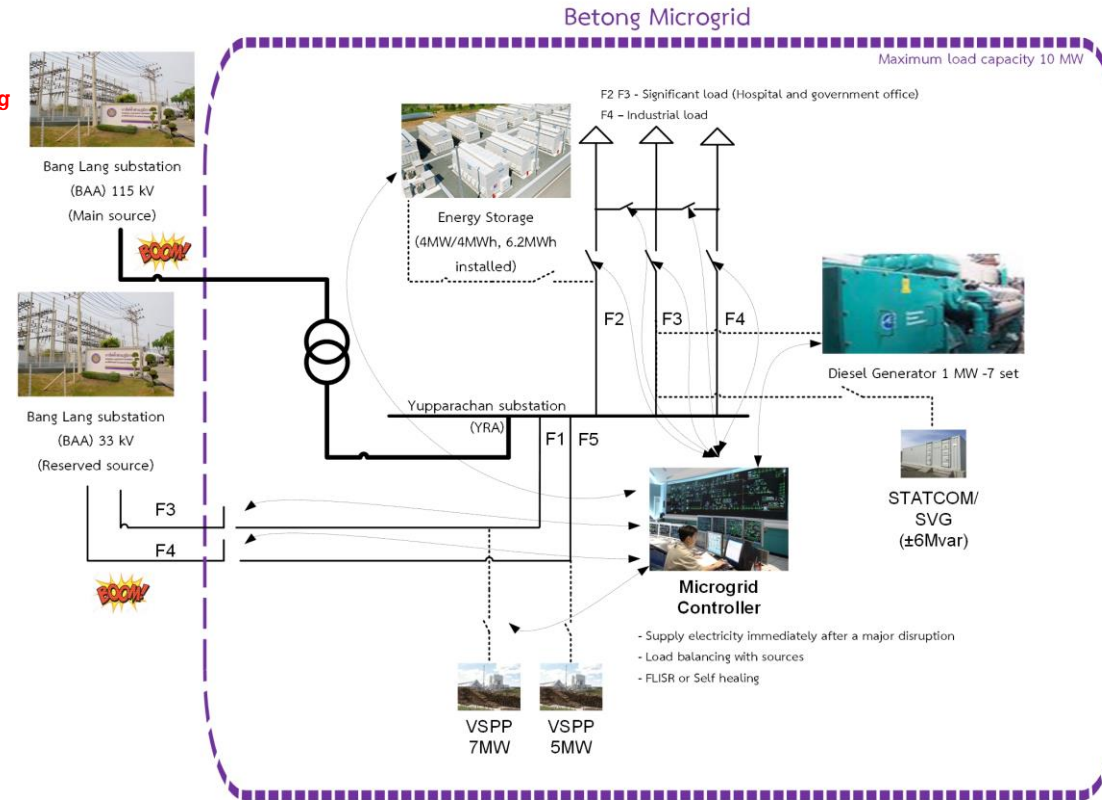 Betong Microgrid
Maximum load capacity 10 MW
g
Bang Lang substation
(BAA) 115 kV
(Main source)
BOOM!
F2 F3 - Significant load (Hospital and government office)
F4 – Industrial load
Energy Storage
(4MW/4MWh, 6.2MWh
installed)
F2
F3
F4
Diesel Generator 1 MW -7 set
Bang Lang substation
(BAA) 33 kV
(Reserved source)
Yupparachan substation
(YRA)
F1
F5
STATCOM/
SVG
(±6Mvar)
F3
F4
BOOM!
Microgrid
Controller
- Supply electricity immediately after a major disruption
- Load balancing with sources
- FLISR or Self healing
VSPP
7MW
VSPP
5MW